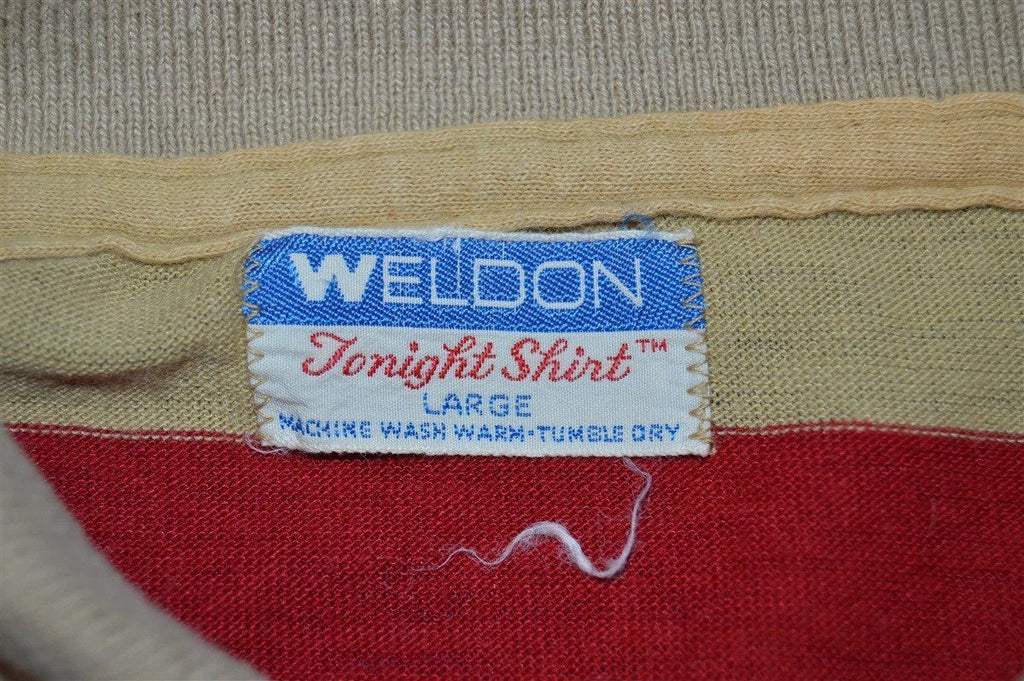 WELDON
Tonight Shirt™
LARGE
MACHINE WASH WARM·TUMBLE DRY